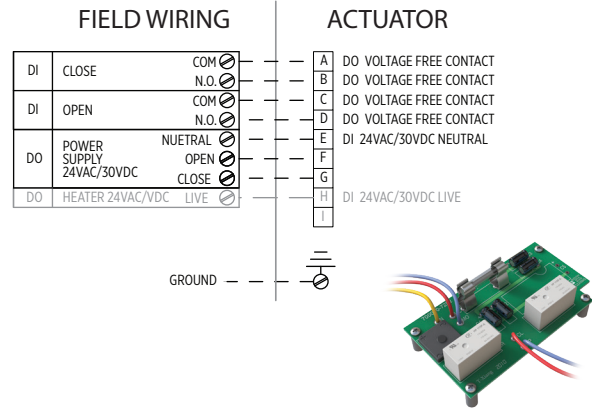 FIELD WIRING
ACTUATOR
DI CLOSE COM A DO VOLTAGE FREE CONTACT
N.O. B DO VOLTAGE FREE CONTACT
DI OPEN COM C DO VOLTAGE FREE CONTACT
N.O. D DO VOLTAGE FREE CONTACT
DO POWER SUPPLY 24VAC/30VDC NUETRAL E DI 24VAC/30VDC NEUTRAL
OPEN F
CLOSE G
DO HEATER 24VAC/VDC LIVE H DI 24VAC/30VDC LIVE
I
GROUND